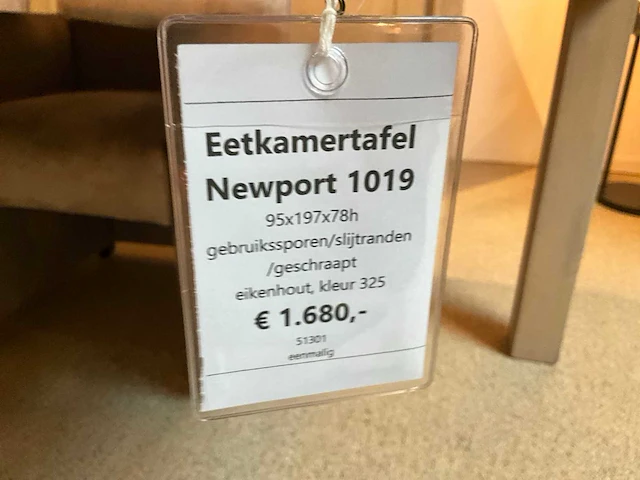 Eetkamertafel
Newport 1019
95x197x78h
gebruikssporen/slijtranden
/geschraapt
eikenhout, kleur 325
€ 1.680,-
51301
eenmalig